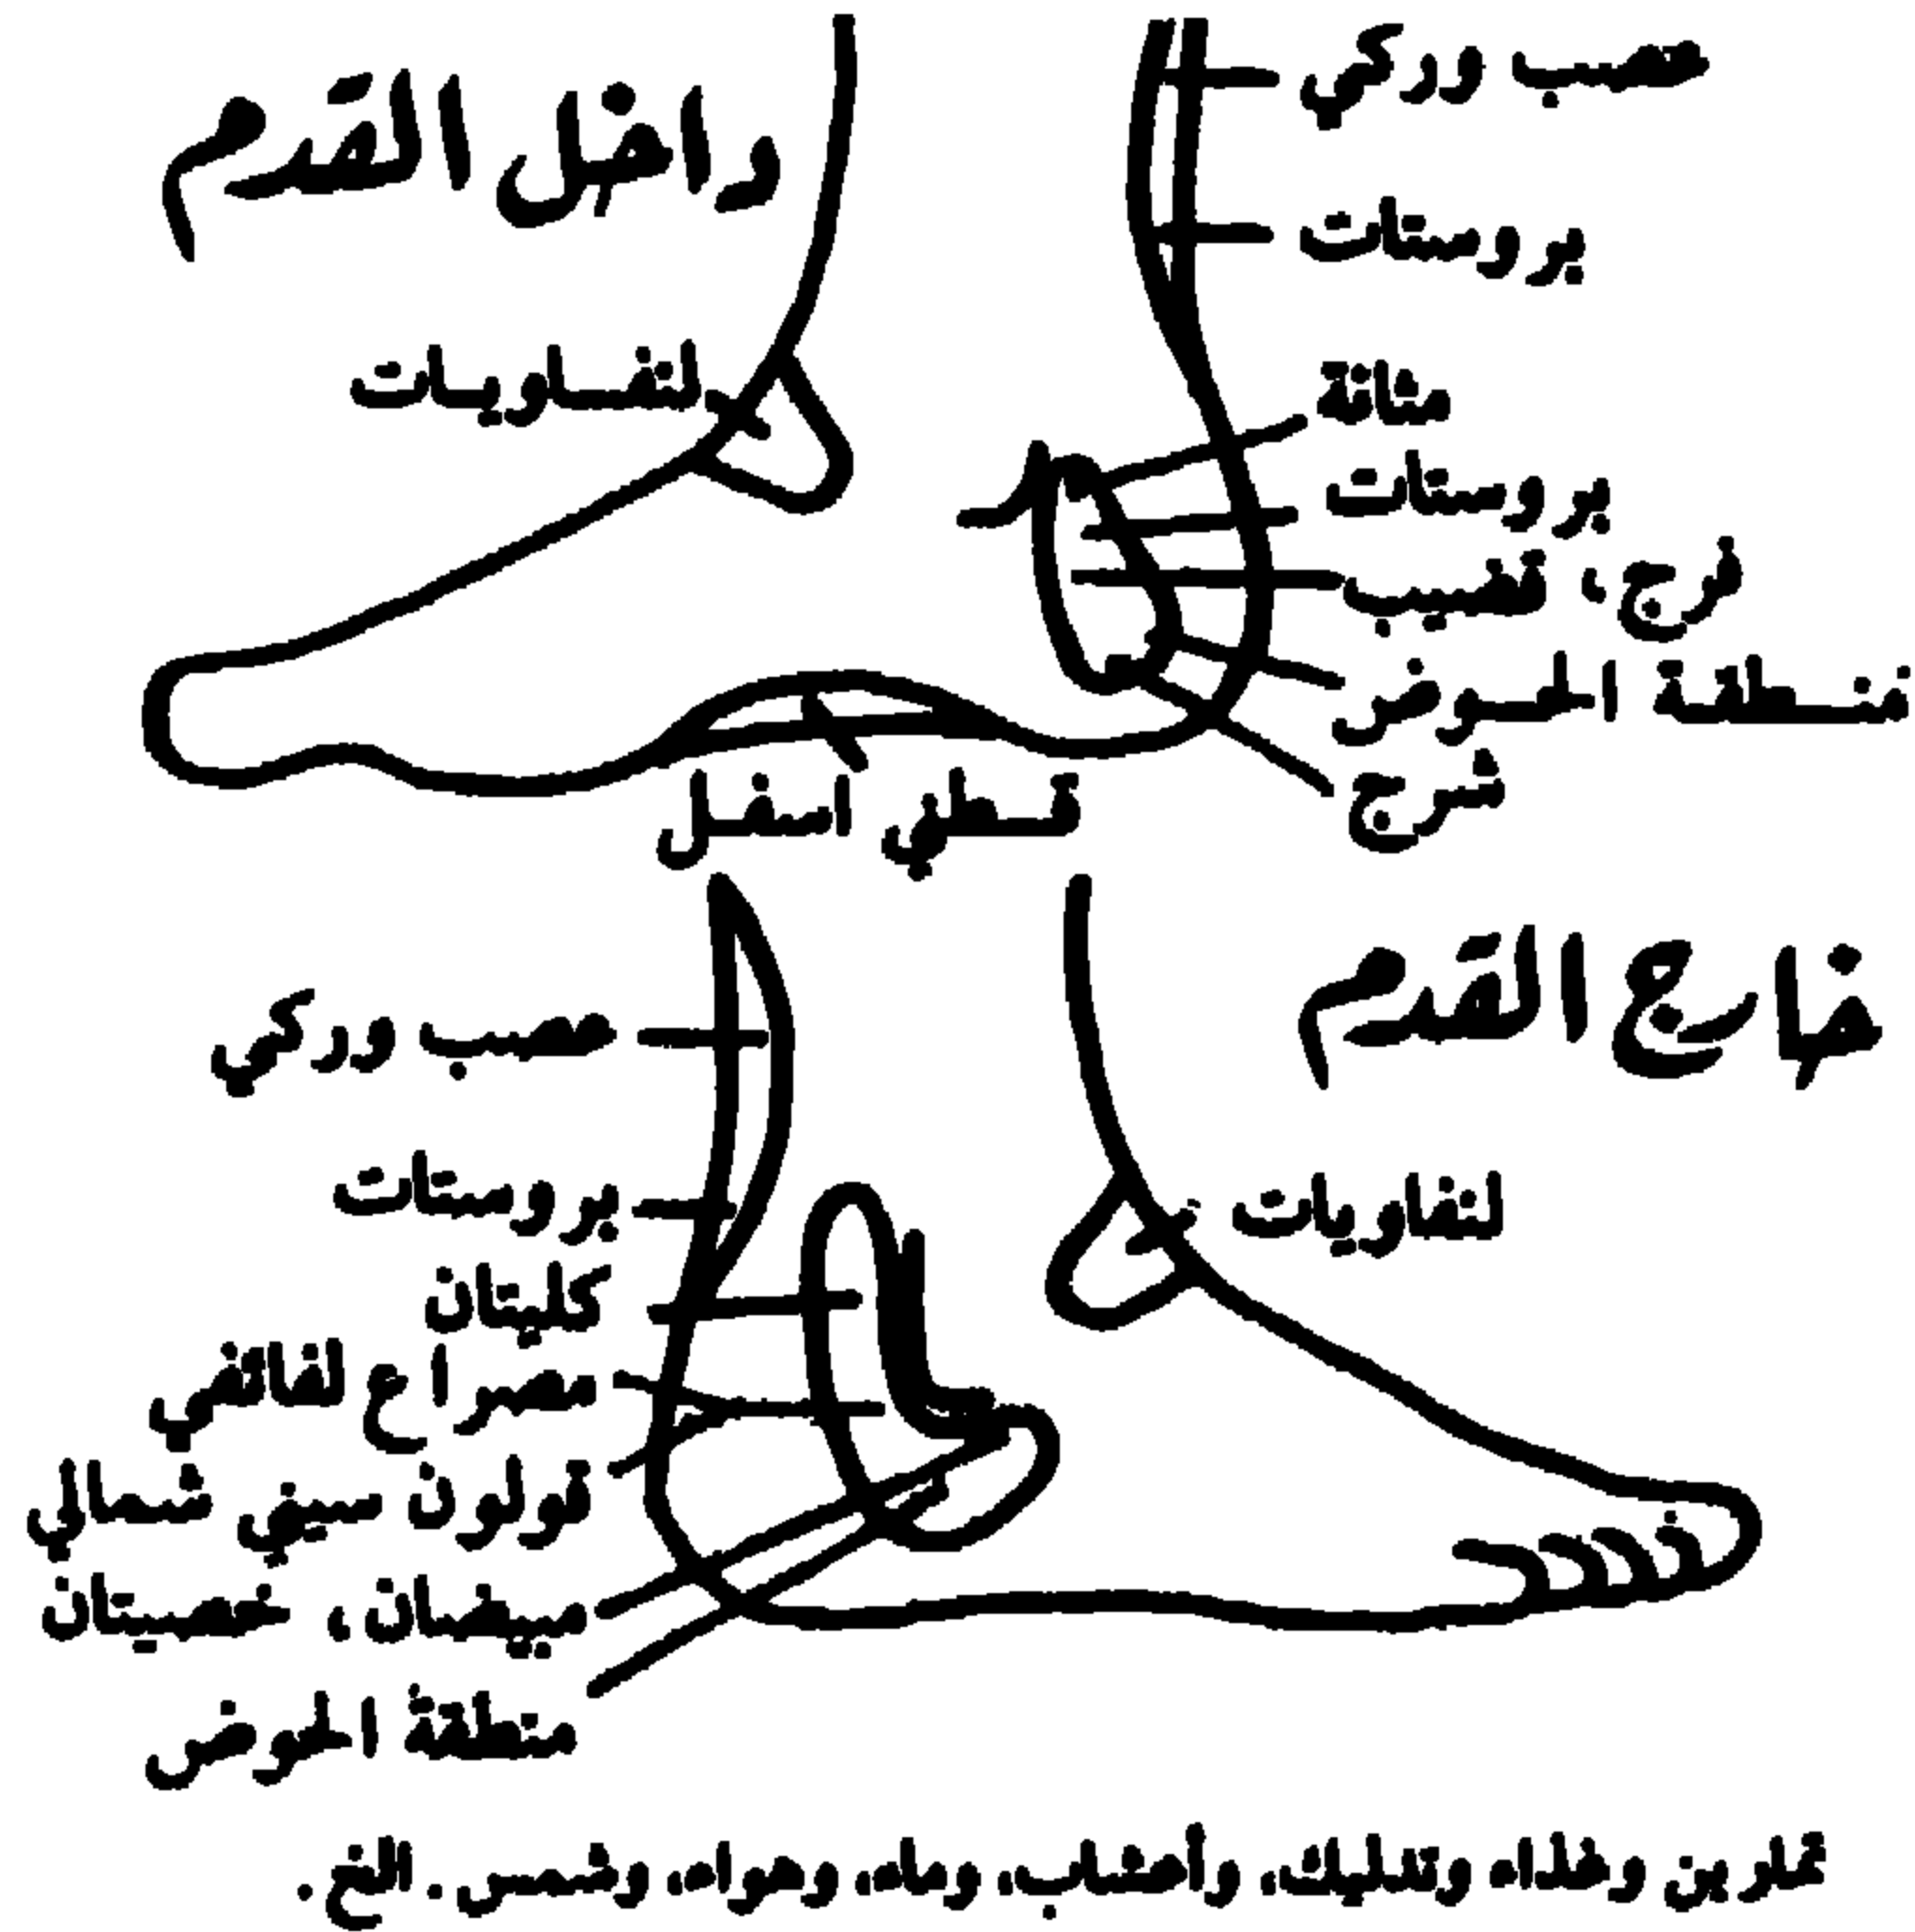 داخل القدم
عصب وركي
بروستات
لنفاويات
مثانة
بروستات
فرج، قضيب
منطقة الحوض
شرج
قطني اسفل
خارج القدم
عصب وركي
بروستات
لنفاويات
كليتان
مصراع لفائفي
قولون سيني شمالي
مبيضان، خصيتان
منطقة الحوض
تمارين وغذاء وتدليك، وأعشاب، وماء، وهواء، وشمس. الخ.